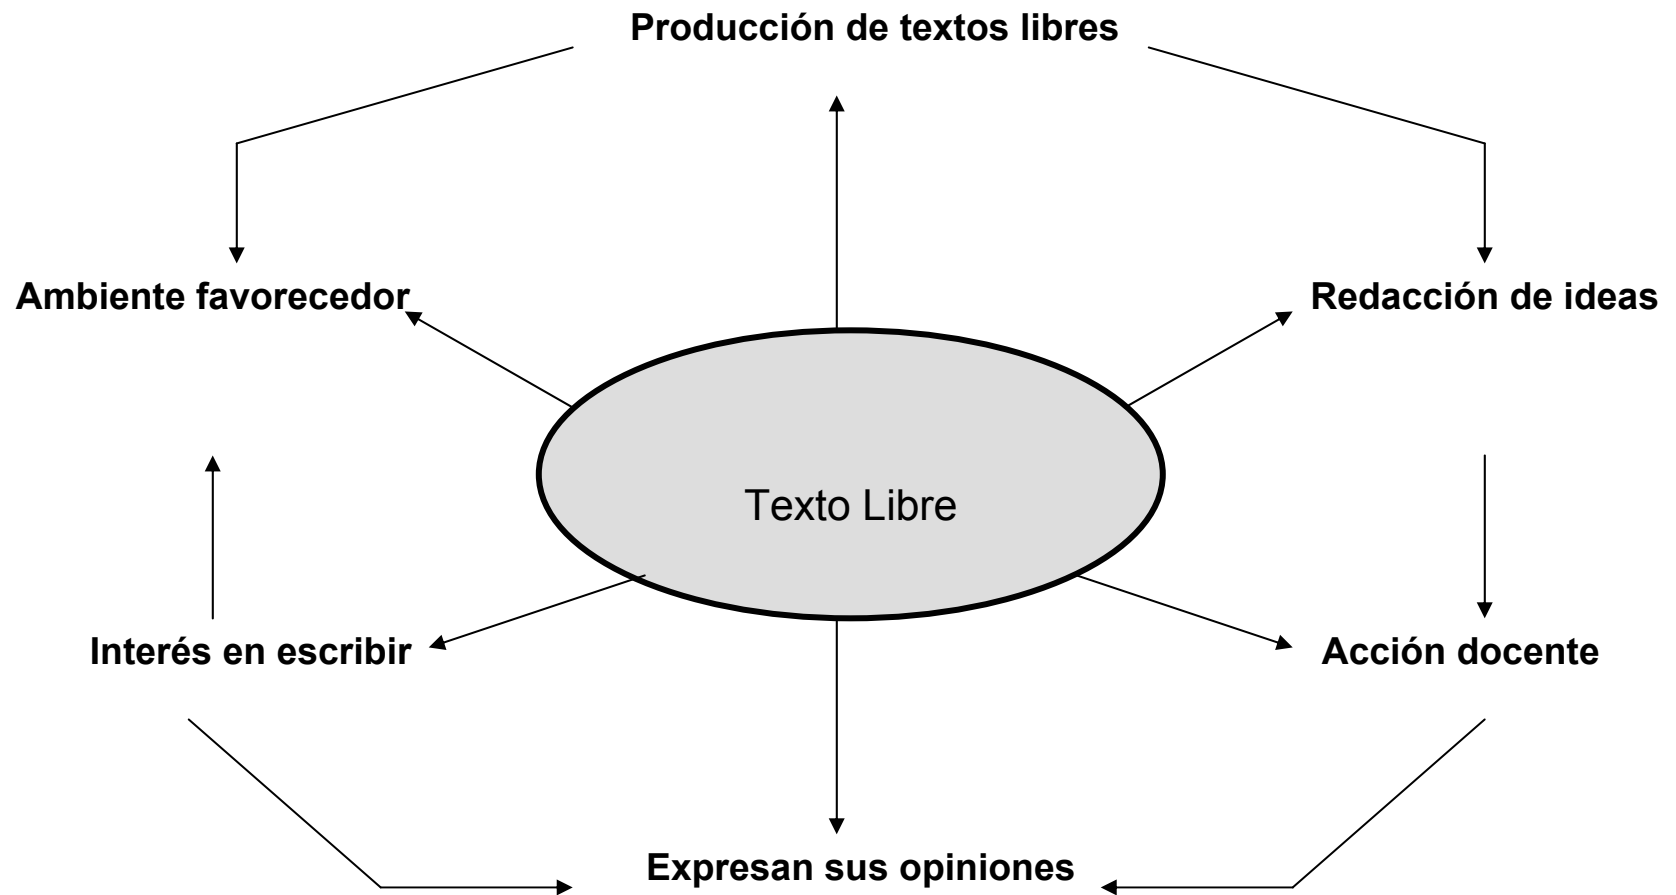 Producción de textos libres
Ambiente favorecedor
Redacción de ideas
Texto Libre
Interés en escribir
Acción docente
Expresan sus opiniones